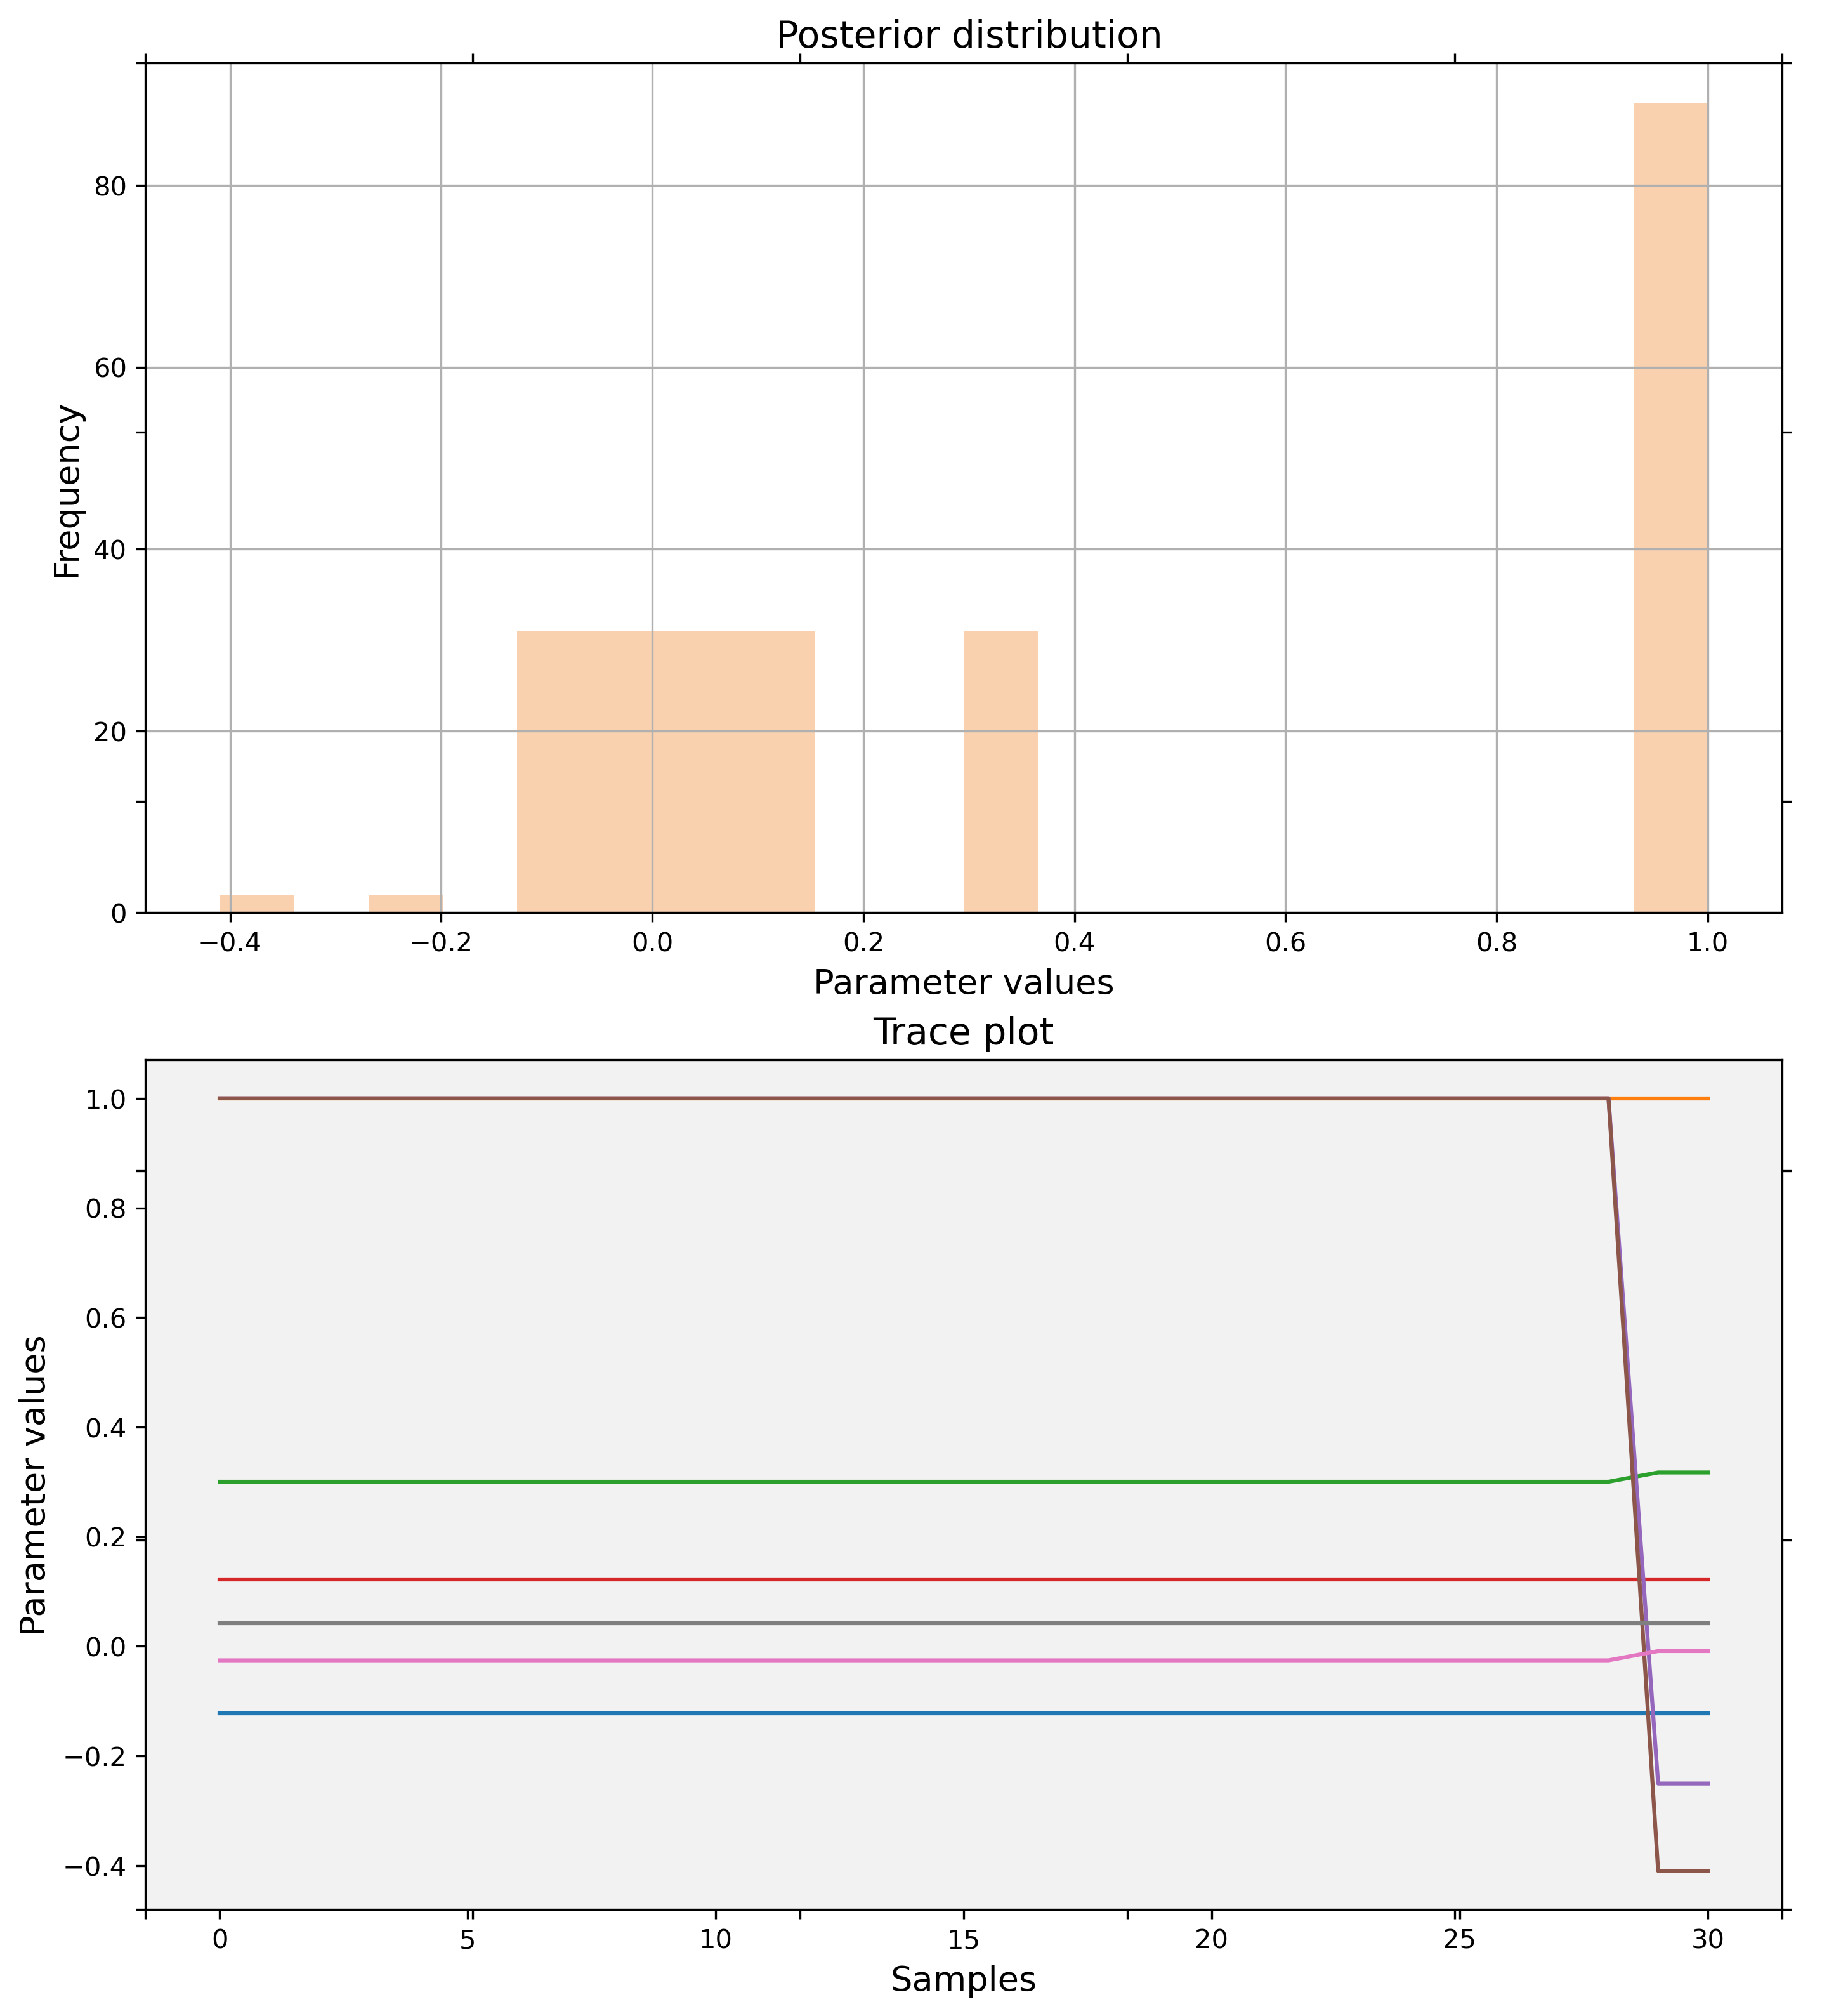 Posterior distribution
80
60
40
20
0
Frequency
−0.4 −0.2 0.0 0.2 0.4 0.6 0.8 1.0
Parameter values
Trace plot
1.0
0.8
0.6
0.4
0.2
0.0
−0.2
−0.4
Parameter values
0 5 10 15 20 25 30
Samples